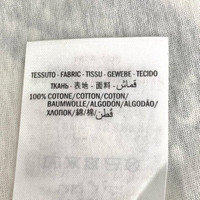 TESSUTO - FABRIC - TISSU - GEWEBE - TECIDO
ТКАНЬ - 表地 - 面料 - قماش
100% COTONE/COTTON/COTON/
BAUMWOLLE/ALGODÓN/ALGODÃO/
ХЛОПОК/綿/棉/قطن